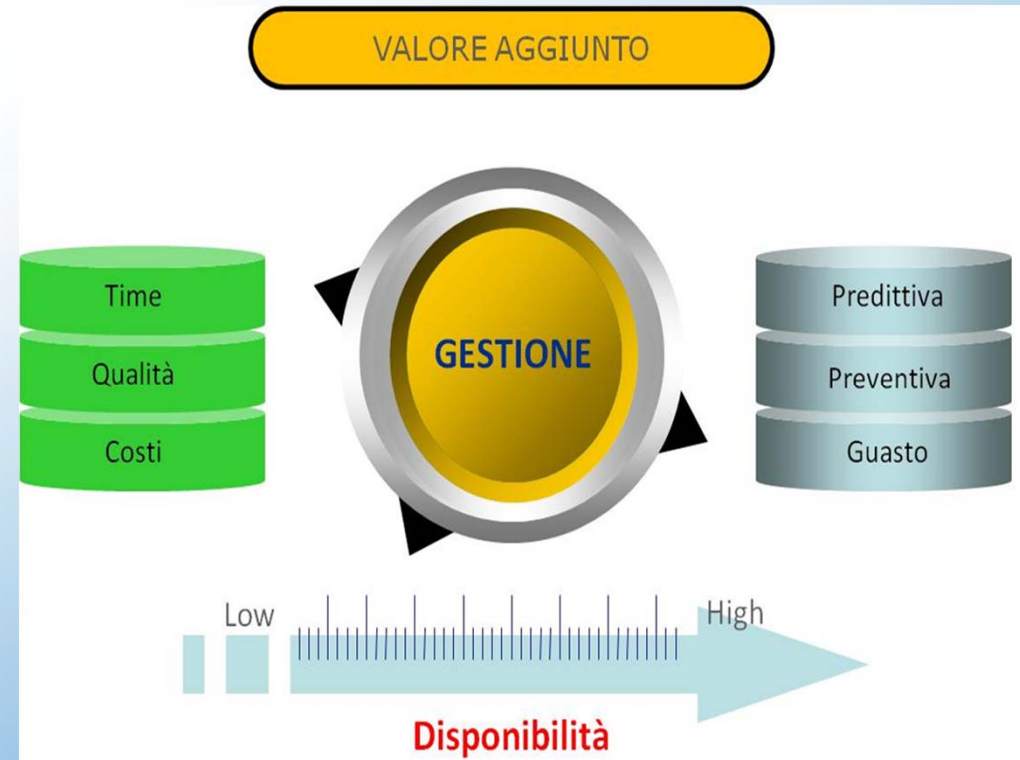 VALORE AGGIUNTO
Time
Qualità
Costi
GESTIONE
Predittiva
Preventiva
Guasto
Low
High
Disponibilità